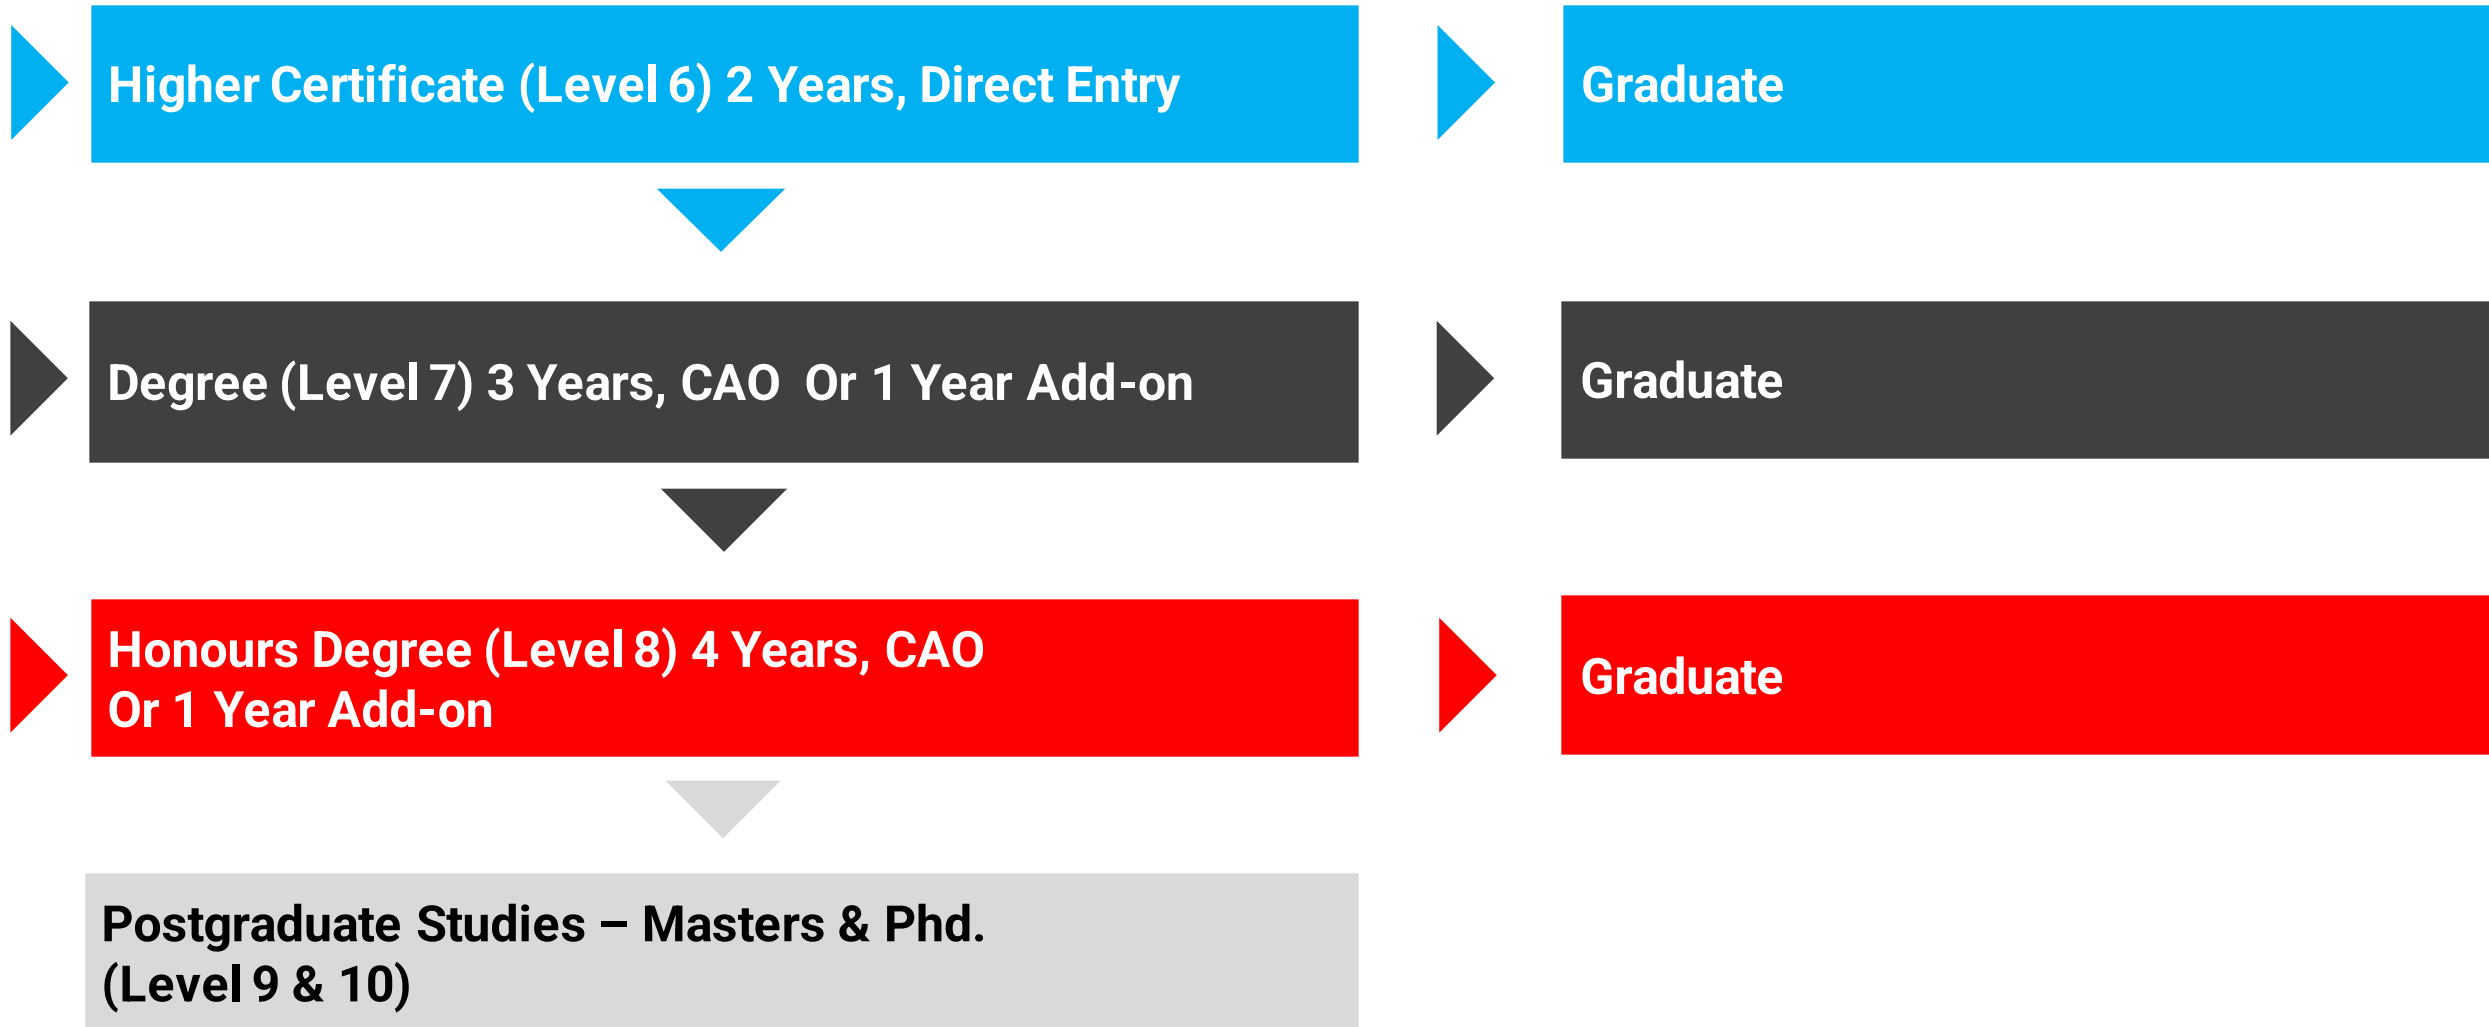 Higher Certificate (Level 6) 2 Years, Direct Entry
Graduate
Degree (Level 7) 3 Years, CAO Or 1 Year Add-on
Graduate
Honours Degree (Level 8) 4 Years, CAO
Or 1 Year Add-on
Graduate
Postgraduate Studies – Masters & Phd.
(Level 9 & 10)